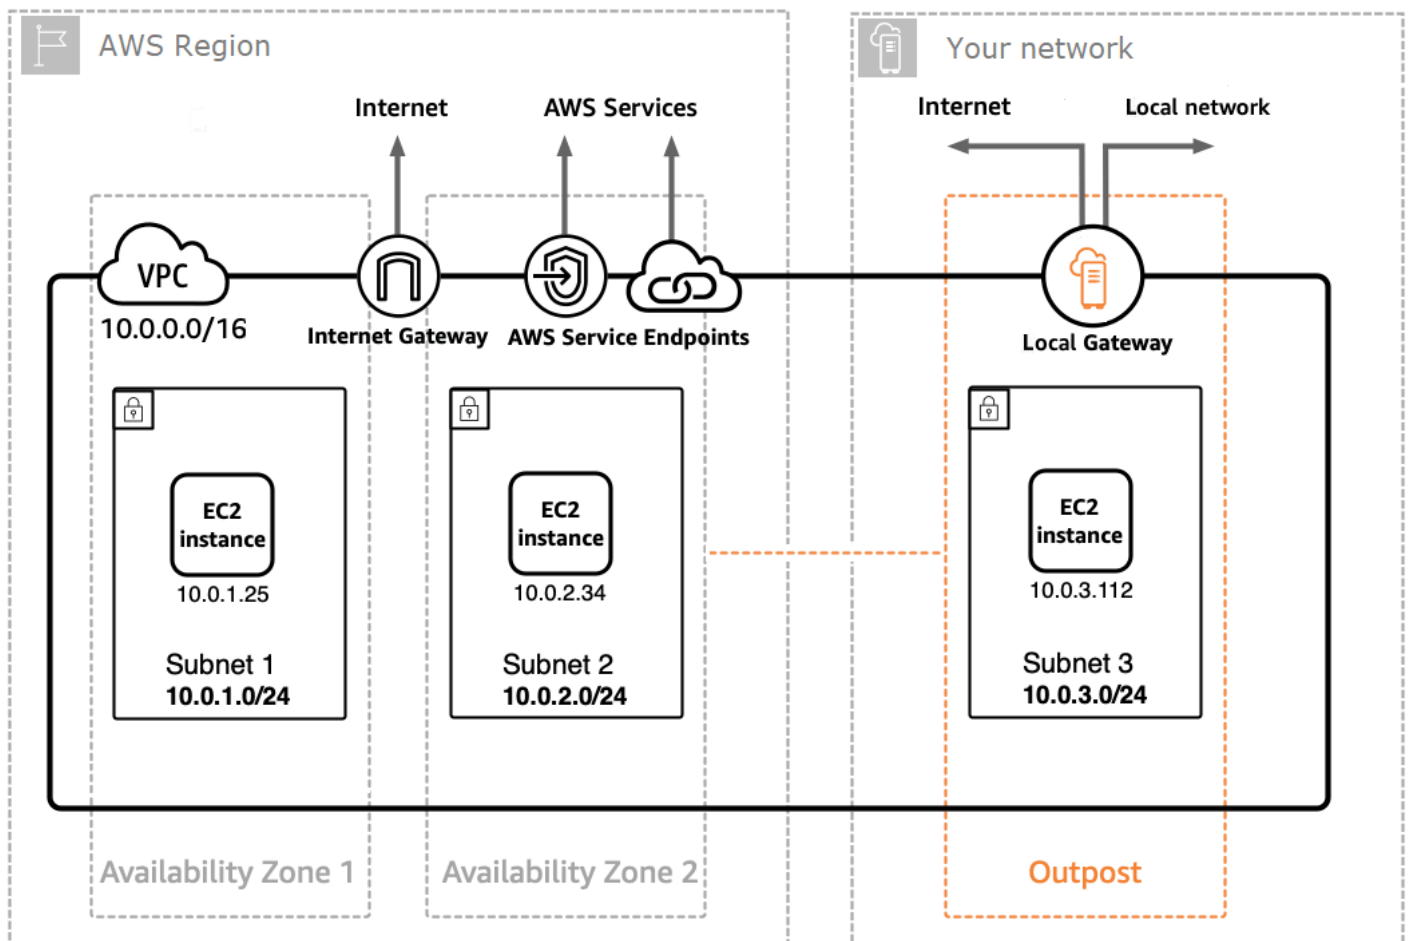 AWS Region
Your network
Internet
AWS Services
Internet
Local network
VPC
10.0.0.0/16
Internet Gateway
AWS Service Endpoints
Local Gateway
EC2
instance
10.0.1.25
Subnet 1
10.0.1.0/24
EC2
instance
10.0.2.34
Subnet 2
10.0.2.0/24
EC2
instance
10.0.3.112
Subnet 3
10.0.3.0/24
Availability Zone 1
Availability Zone 2
Outpost